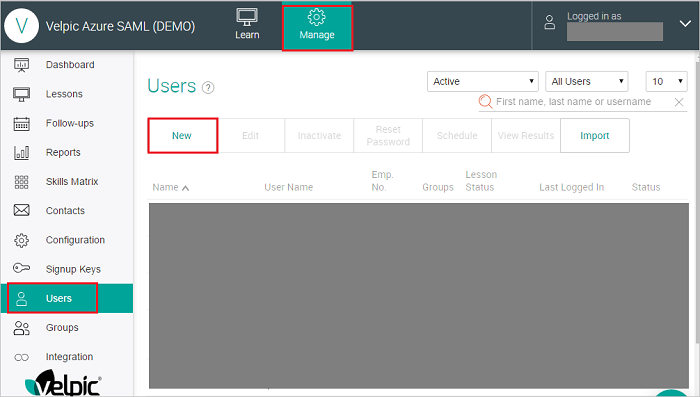 V
Velpic Azure SAML (DEMO)
Learn
Manage
Logged in as
Dashboard
Lessons
Follow-ups
Reports
Skills Matrix
Contacts
Configuration
Signup Keys
Users
Groups
Integration
velpic
Users ?
Active
All Users
10
First name, last name or username
New
Edit
Inactivate
Reset
Password
Schedule
View Results
Import
Name
User Name
Emp.
No.
Groups
Lesson
Status
Last Logged In
Status